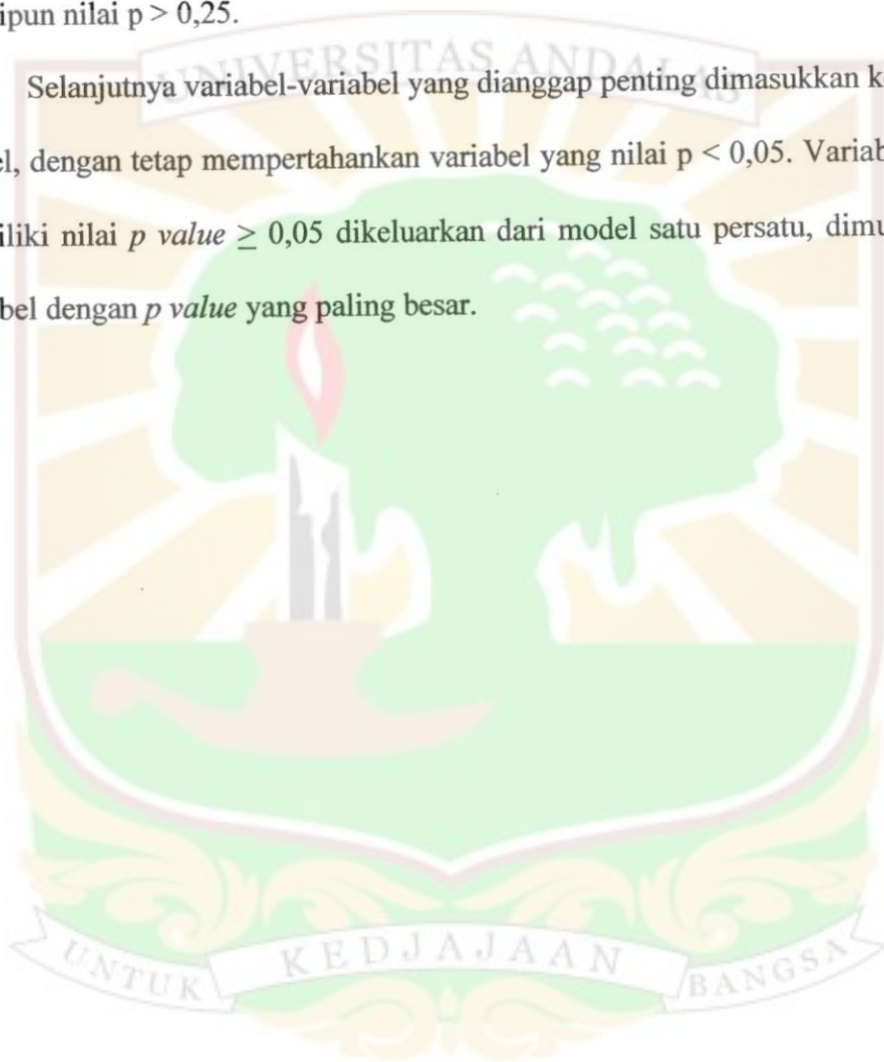 ipun nilai p > 0,25.
UNIVERSITAS ANDALAS
Selanjutnya variabel-variabel yang dianggap penting dimasukkan k
el, dengan tetap mempertahankan variabel yang nilai p < 0,05. Variab
iliki nilai p value ≥ 0,05 dikeluarkan dari model satu persatu, dimu
bel dengan p value yang paling besar.
UNTUK KEDJAJAAN BANGSA